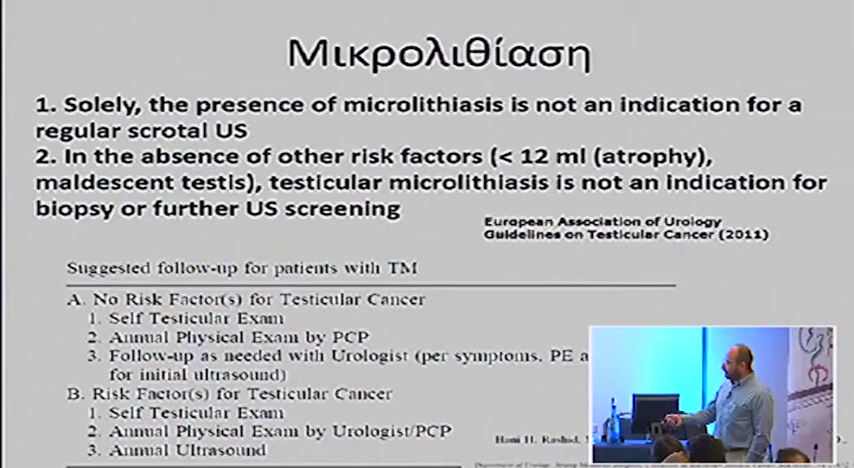 Μικρολιθίαση
1. Solely, the presence of microlithiasis is not an indication for a
regular scrotal US
2. In the absence of other risk factors (< 12 ml (atrophy),
maldescent testis), testicular microlithiasis is not an indication for
biopsy or further US screening
European Association of Urology
Guidelines on Testicular Cancer (2011)
Suggested follow-up for patients with TM
A. No Risk Factor(s) for Testicular Cancer
1. Self Testicular Exam
2. Annual Physical Exam by PCP
3. Follow-up as needed with Urologist (per symptoms, PE
for initial ultrasound)
B. Risk Factor(s) for Testicular Cancer
1. Self Testicular Exam
2. Annual Physical Exam by Urologist/PCP
3. Annual Ultrasound
Hani H. Rashid,